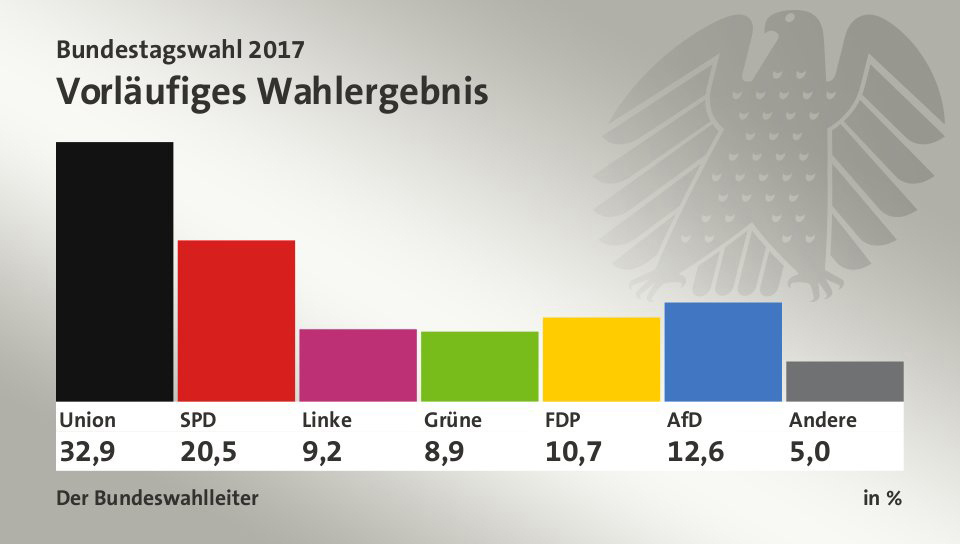 Bundestagswahl 2017
Vorläufiges Wahlergebnis
Union SPD Linke Grüne FDP AfD Andere
32,9 20,5 9,2 8,9 10,7 12,6 5,0
Der Bundeswahlleiter in %